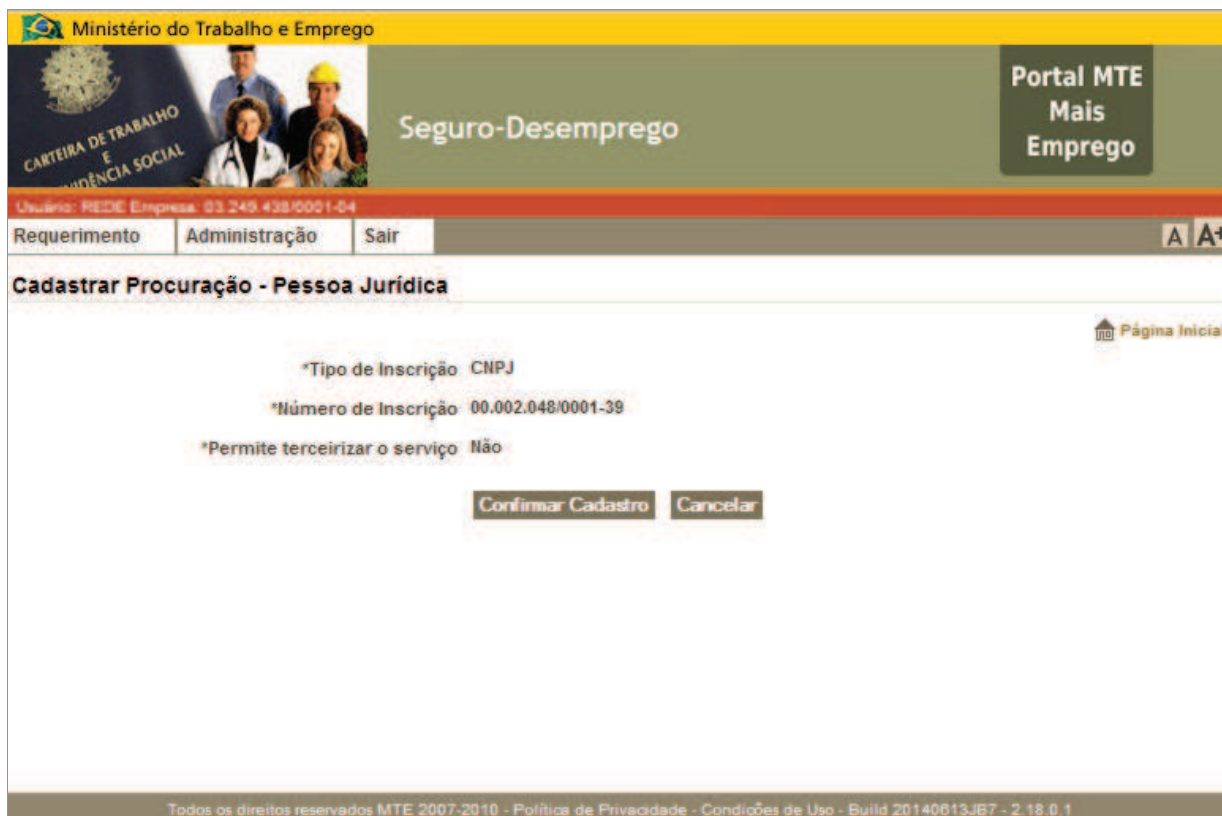 Ministério do Trabalho e Emprego
CARTEIRA DE TRABALHO
E
VIDÊNCIA SOCIAL
Seguro-Desemprego
Portal MTE
Mais
Emprego
Usuário: REDE Empresa: 03.249.438/0001-04
Requerimento Administração Sair A A+
Cadastrar Procuração - Pessoa Jurídica
Página Inicia
*Tipo de Inscrição CNPJ
*Número de Inscrição 00.002.048/0001-39
*Permite terceirizar o serviço Não
Confirmar Cadastro Cancelar
Todos os direitos reservados MTE 2007-2010 - Política de Privacidade - Condições de Uso - Build 20140613JB7 - 2.18.0.1